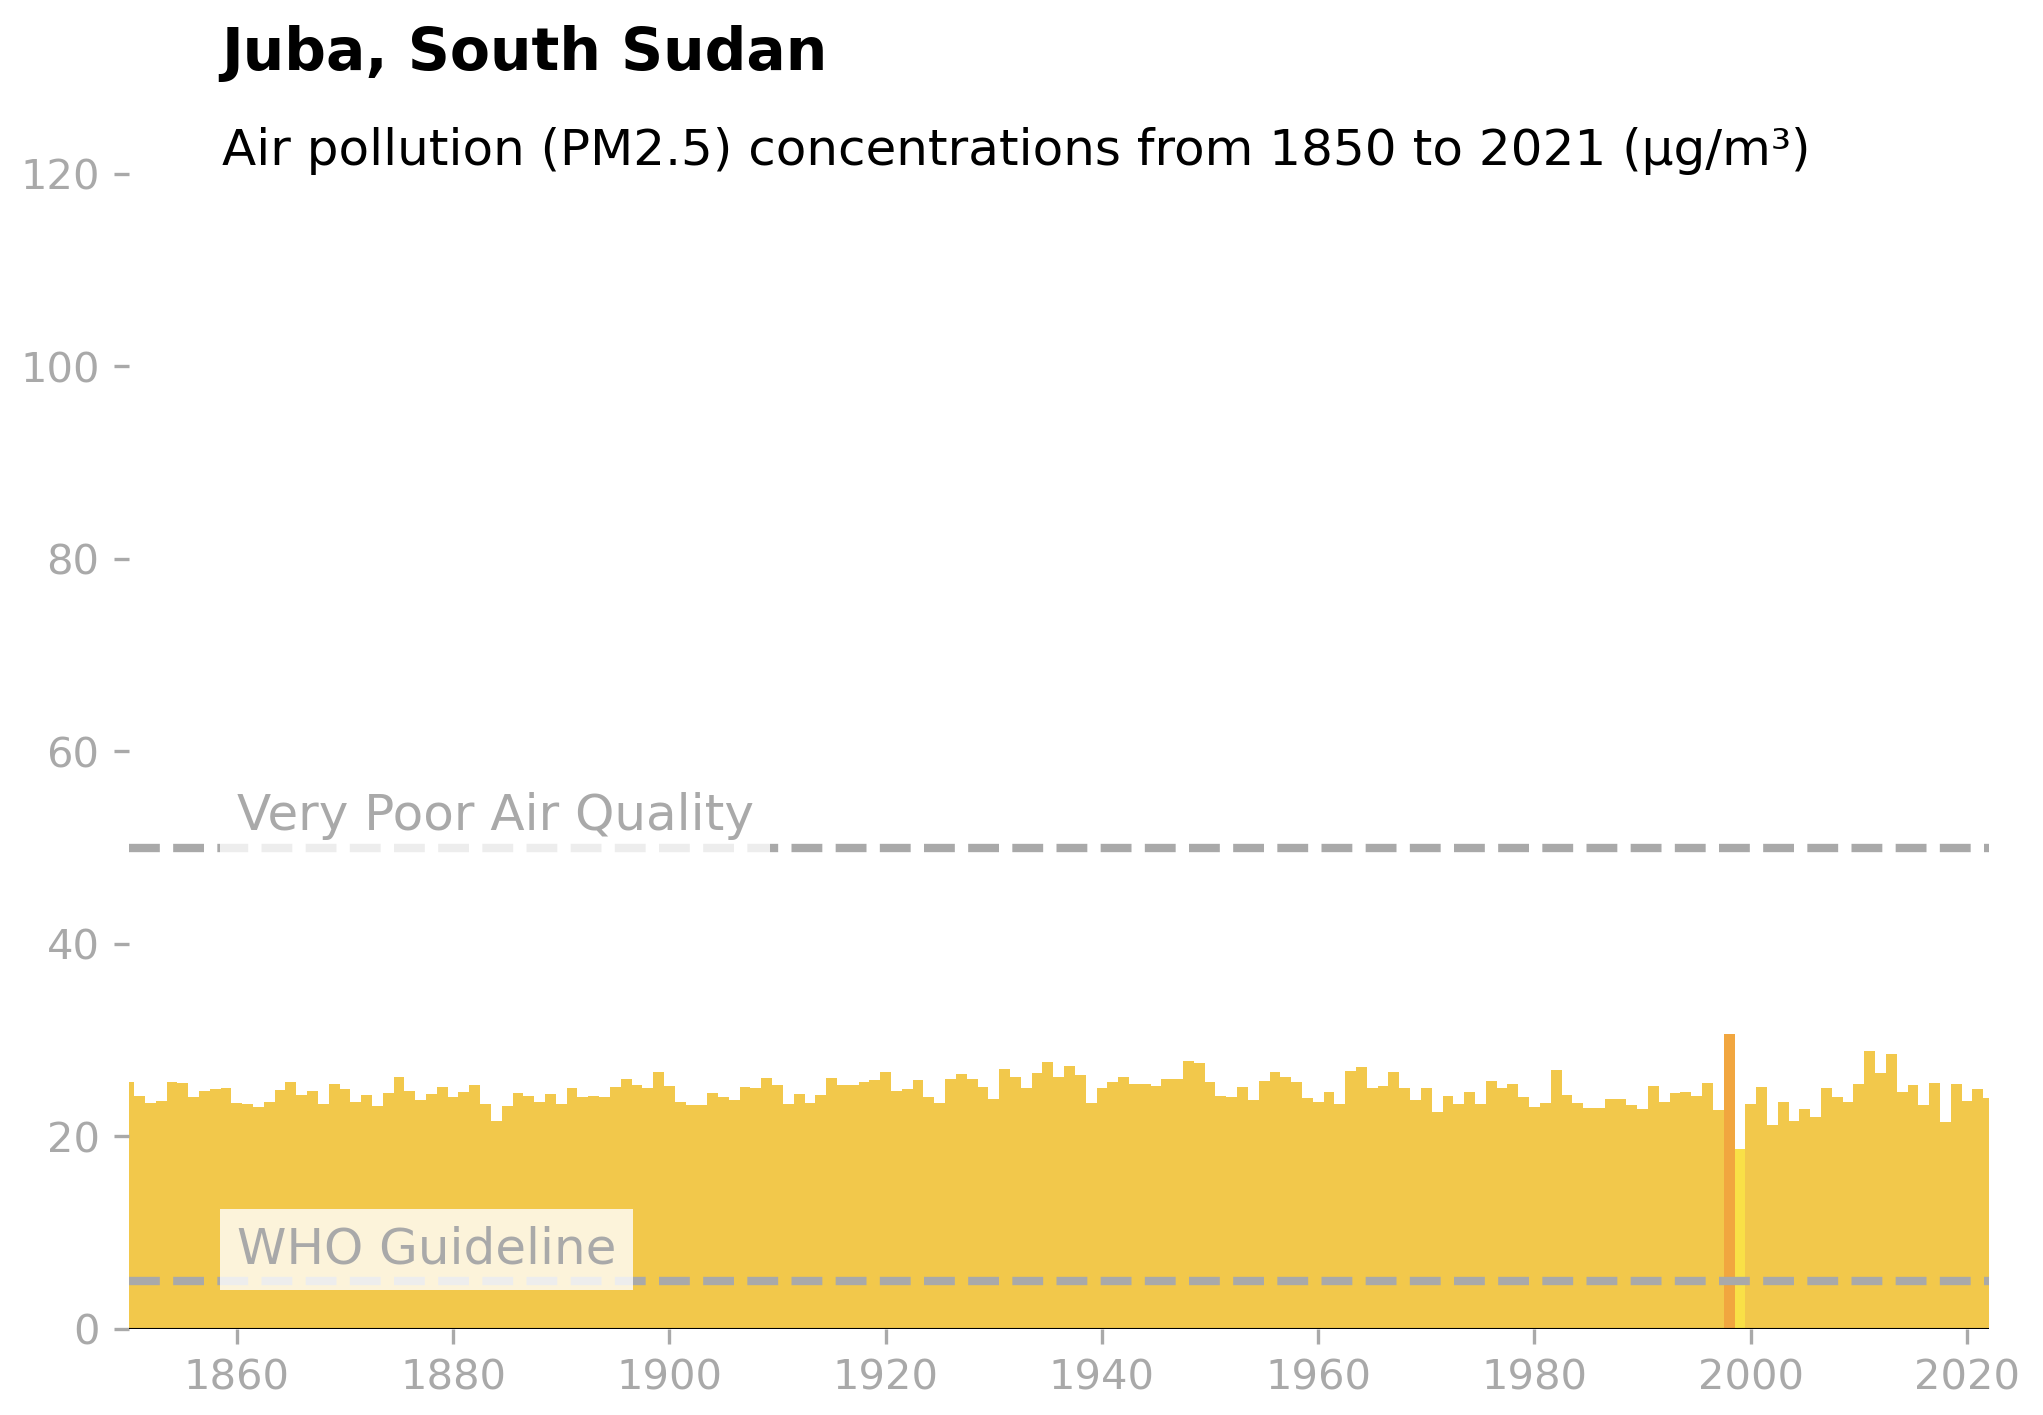 Juba, South Sudan
Air pollution (PM2.5) concentrations from 1850 to 2021 (μg/m³)
120
100
80
60
Very Poor Air Quality
40
20
WHO Guideline
0
1860 1880 1900 1920 1940 1960 1980 2000 2020